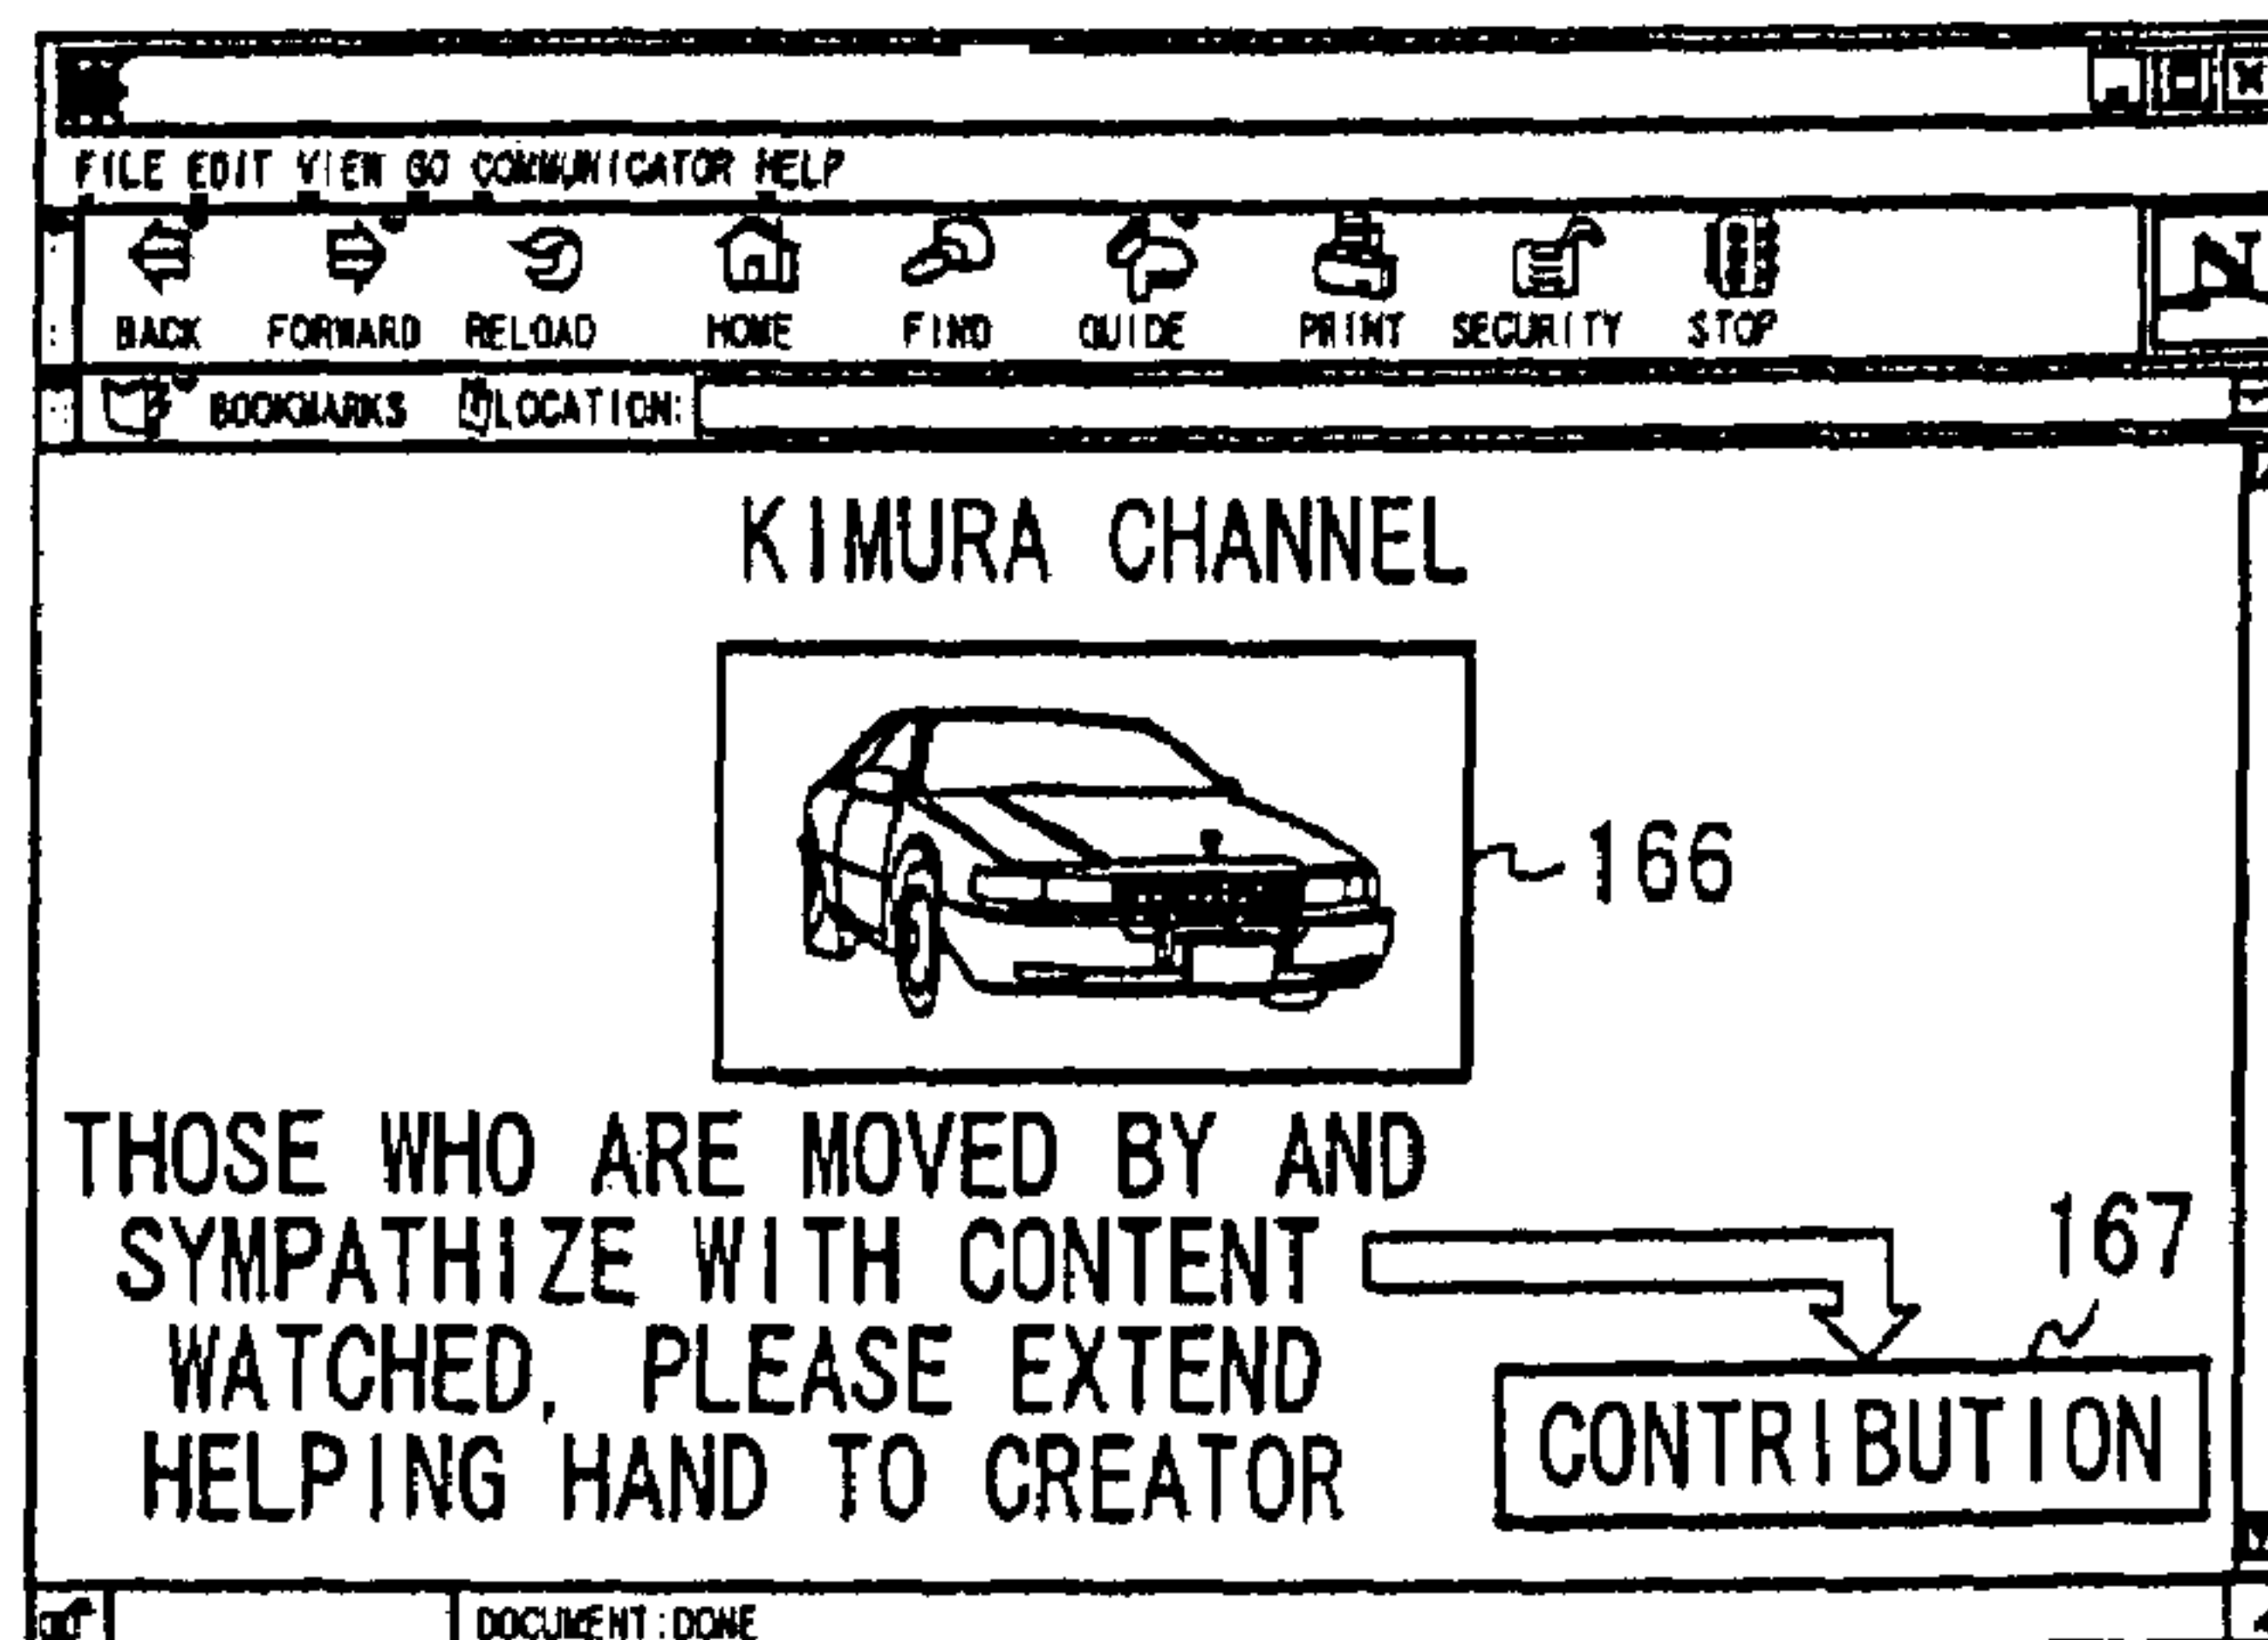 FILE EDIT VIEW GO COMMUNICATOR HELP
BACK FORWARD RELOAD HOME FIND GUIDE PRINT SECURITY STOP
BOOKMARKS LOCATION:
KIMURA CHANNEL
166
THOSE WHO ARE MOVED BY AND
SYMPATHIZE WITH CONTENT
WATCHED, PLEASE EXTEND
HELPING HAND TO CREATOR
167
CONTRIBUTION
DOCUMENT:DONE